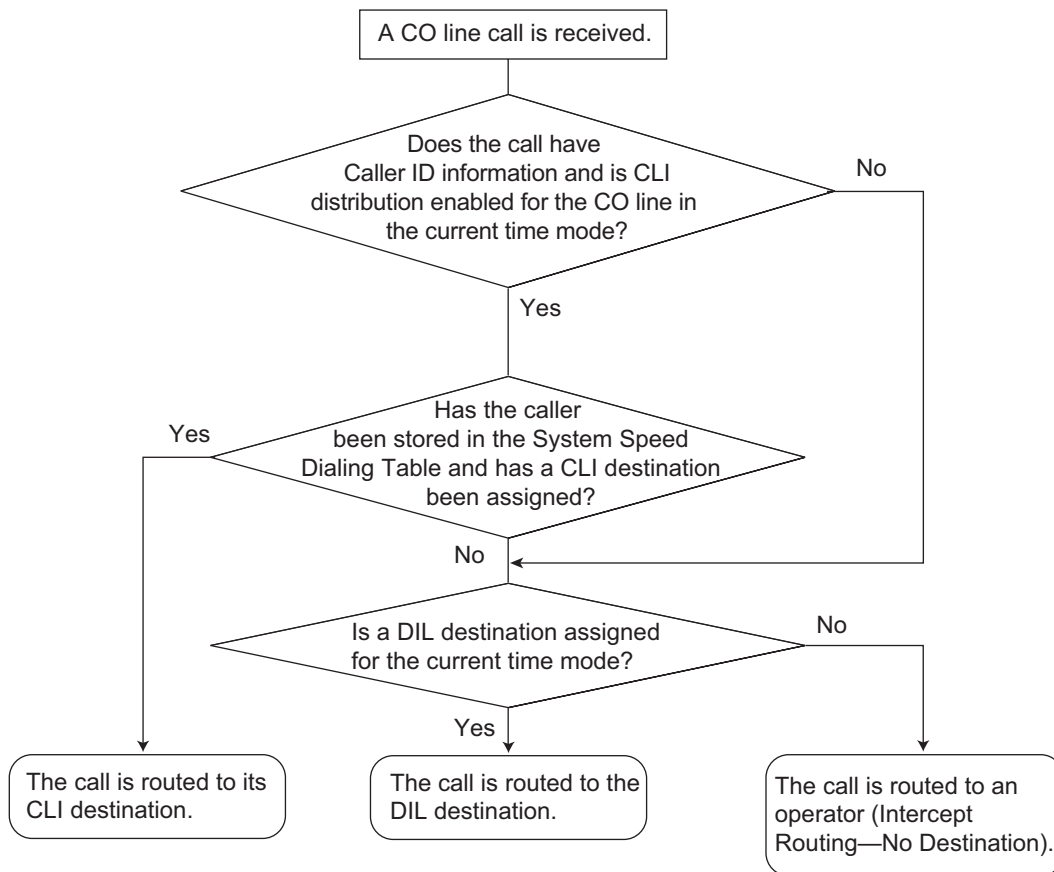 A CO line call is received.
Does the call have
Caller ID information and is CLI
distribution enabled for the CO line in
the current time mode?
No
Yes
Has the caller
been stored in the System Speed
Dialing Table and has a CLI destination
been assigned?
Yes
No
Is a DIL destination assigned
for the current time mode?
No
Yes
The call is routed to its
CLI destination.
The call is routed to the
DIL destination.
The call is routed to an
operator (Intercept
Routing—No Destination).